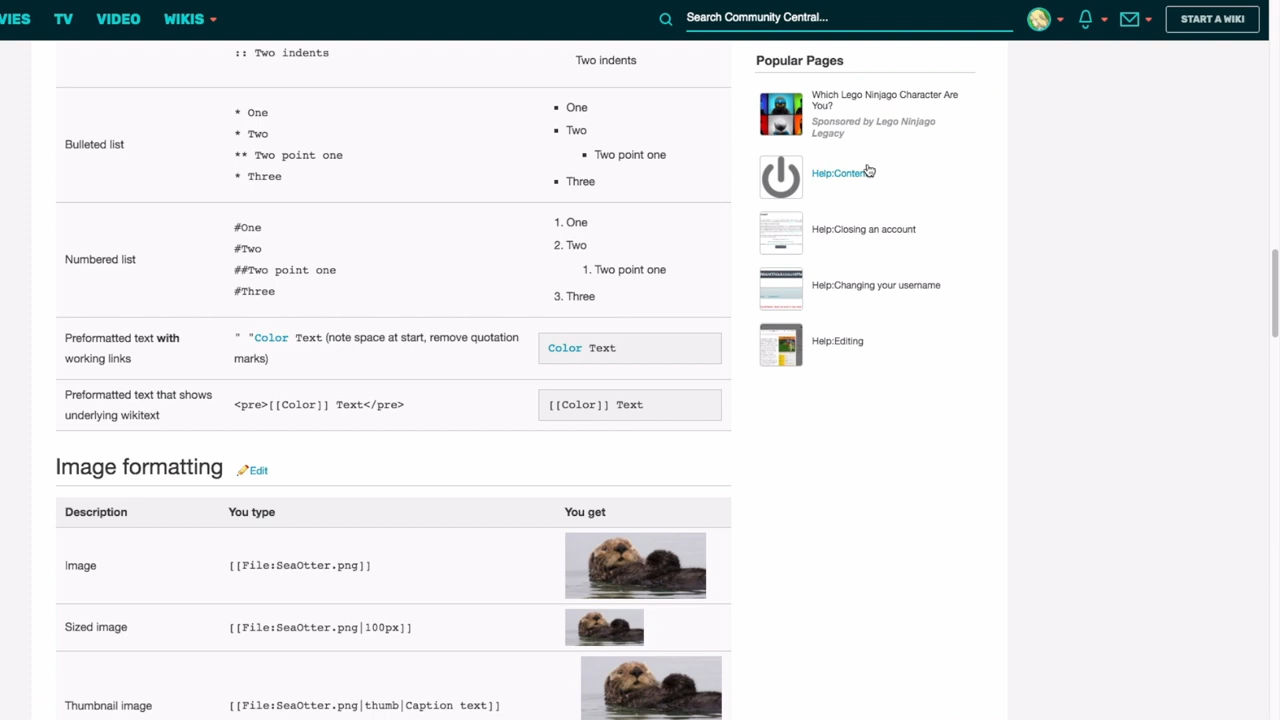 VIES TV VIDEO WIKIS Search Community Central... START A WIKI
:: Two indents Two indents
Bulleted list
* One
* Two
** Two point one
* Three
One
Two
Two point one
Three
Numbered list
#One
#Two
##Two point one
#Three
1. One
2. Two
1. Two point one
3. Three
Preformatted text with
working links
" "Color Text (note space at start, remove quotation
marks)
Color Text
Preformatted text that shows
underlying wikitext
<pre>[[Color]] Text</pre>
[[Color]] Text
Image formatting Edit
Description You type You get
Image [[File:SeaOtter.png]]
Sized image [[File:SeaOtter.png|100px]]
Thumbnail image [[File:SeaOtter.png|thumb|Caption text]]
Popular Pages
Which Lego Ninjago Character Are
You?
Sponsored by Lego Ninjago
Legacy
Help:Conten
Help:Closing an account
Help:Changing your username
Help:Editing